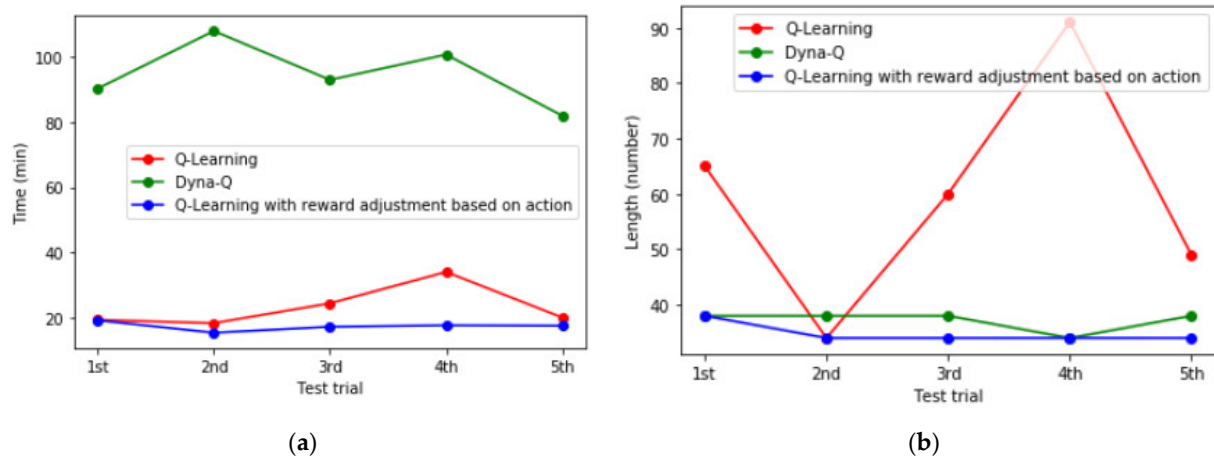 100
80
60
40
20
Time (min)
Q-Learning
Dyna-Q
Q-Learning with reward adjustment based on action
1st 2nd 3rd 4th 5th
Test trial
(a)
90
80
70
60
50
40
Length (number)
Q-Learning
Dyna-Q
Q-Learning with reward adjustment based on action
1st 2nd 3rd 4th 5th
Test trial
(b)